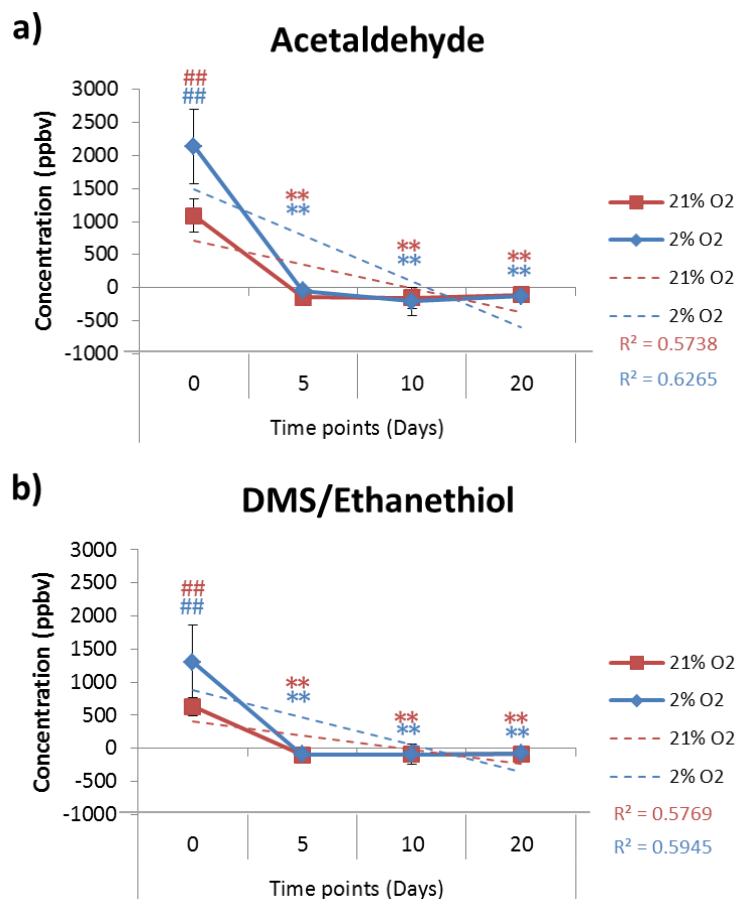 a)
Acetaldehyde
Concentration (ppbv)
3000
2500
2000
1500
1000
500
0
-500
-1000
##
##
**
**
**
**
**
**
0 5 10 20
Time points (Days)
21% O2
2% O2
21% O2
2% O2
R² = 0.5738
R² = 0.6265
b)
DMS/Ethanethiol
Concentration (ppbv)
3000
2500
2000
1500
1000
500
0
-500
-1000
##
##
**
**
**
**
**
**
0 5 10 20
Time points (Days)
21% O2
2% O2
21% O2
2% O2
R² = 0.5769
R² = 0.5945